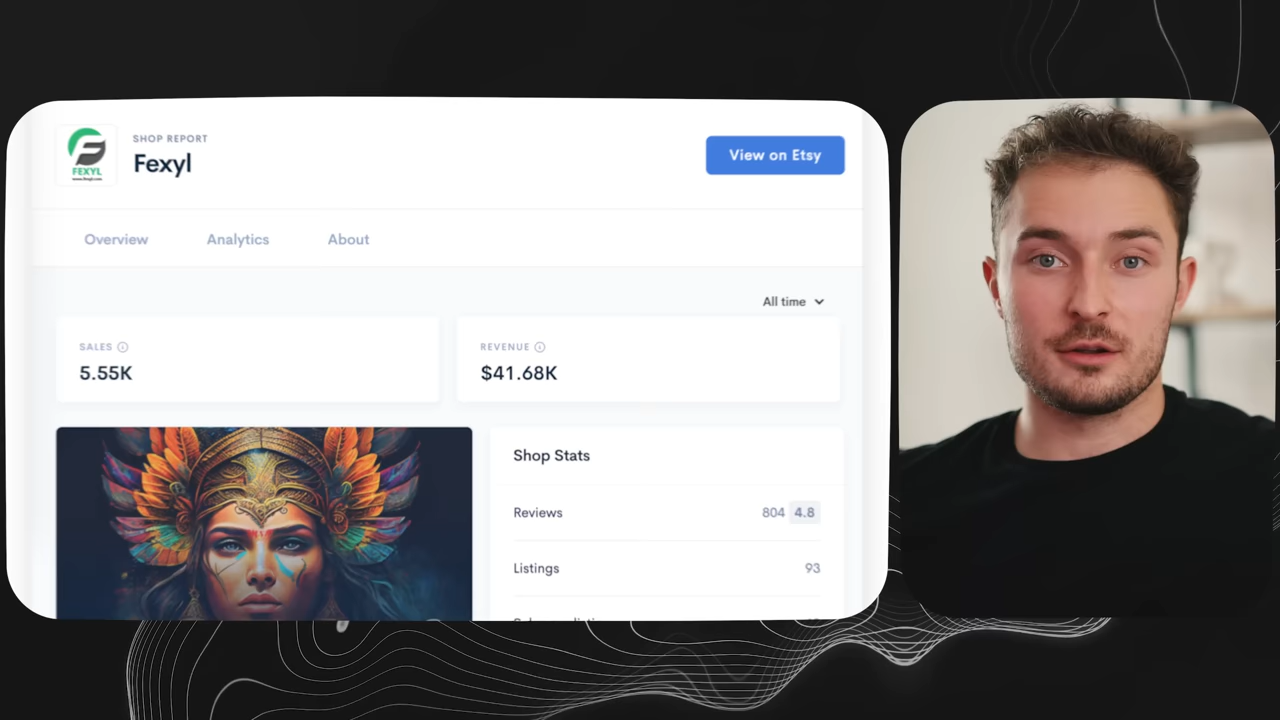 SHOP REPORT
Fexyl
FEXYL
View on Etsy
Overview
Analytics
About
All time
SALES
5.55K
REVENUE
$41.68K
Shop Stats
Reviews
804 4.8
Listings
93